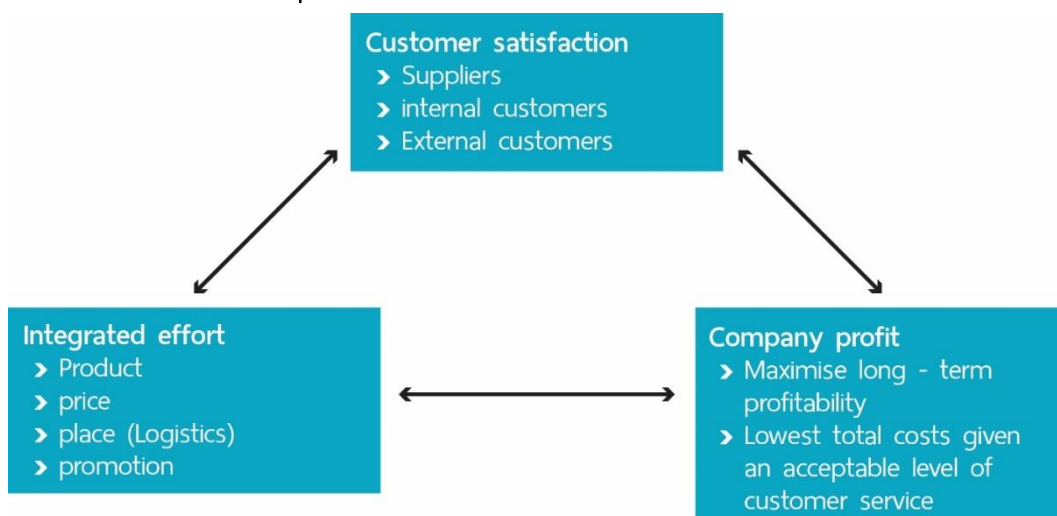 Customer satisfaction
› Suppliers
› internal customers
› External customers
Integrated effort
› Product
› price
› place (Logistics)
› promotion
Company profit
› Maximise long - term
profitability
› Lowest total costs given
an acceptable level of
customer service